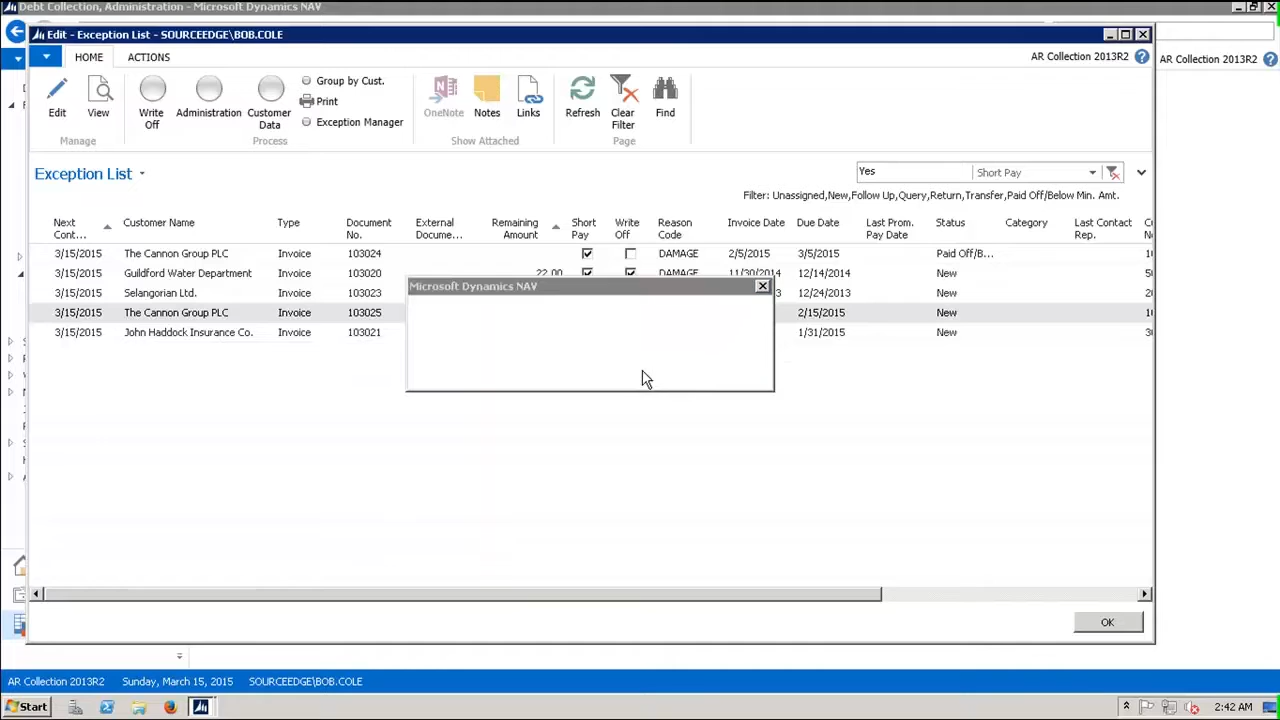 Debt Collection, Administration - Microsoft Dynamics NAV
Edit - Exception List - SOURCEEDGE\BOB.COLE
HOME ACTIONS AR Collection 2013R2 AR Collection 2013R2
Edit View Write Off Administration Customer Data Group by Cust. Print Exception Manager OneNote Notes Links Refresh Clear Filter Find
Manage Process Show Attached Page
Exception List Yes Short Pay
Filter: Unassigned,New,Follow Up,Query,Return,Transfer,Paid Off/Below Min. Amt.
Next Cont... Customer Name Type Document No. External Docume... Remaining Amount Short Pay Write Off Reason Code Invoice Date Due Date Last Prom. Pay Date Status Category Last Contact Rep.
3/15/2015 The Cannon Group PLC Invoice 103024 DAMAGE 2/5/2015 3/5/2015 Paid Off/B...
3/15/2015 Guildford Water Department Invoice 103020 22.00 DAMAGE 11/30/2014 12/14/2014 New
3/15/2015 Selangorian Ltd. Invoice 103023 12/24/2013 New
3/15/2015 The Cannon Group PLC Invoice 103025 2/15/2015 New
3/15/2015 John Haddock Insurance Co. Invoice 103021 1/31/2015 New
Microsoft Dynamics NAV
OK
AR Collection 2013R2 Sunday, March 15, 2015 SOURCEEDGE\BOB.COLE
Start 2:42 AM